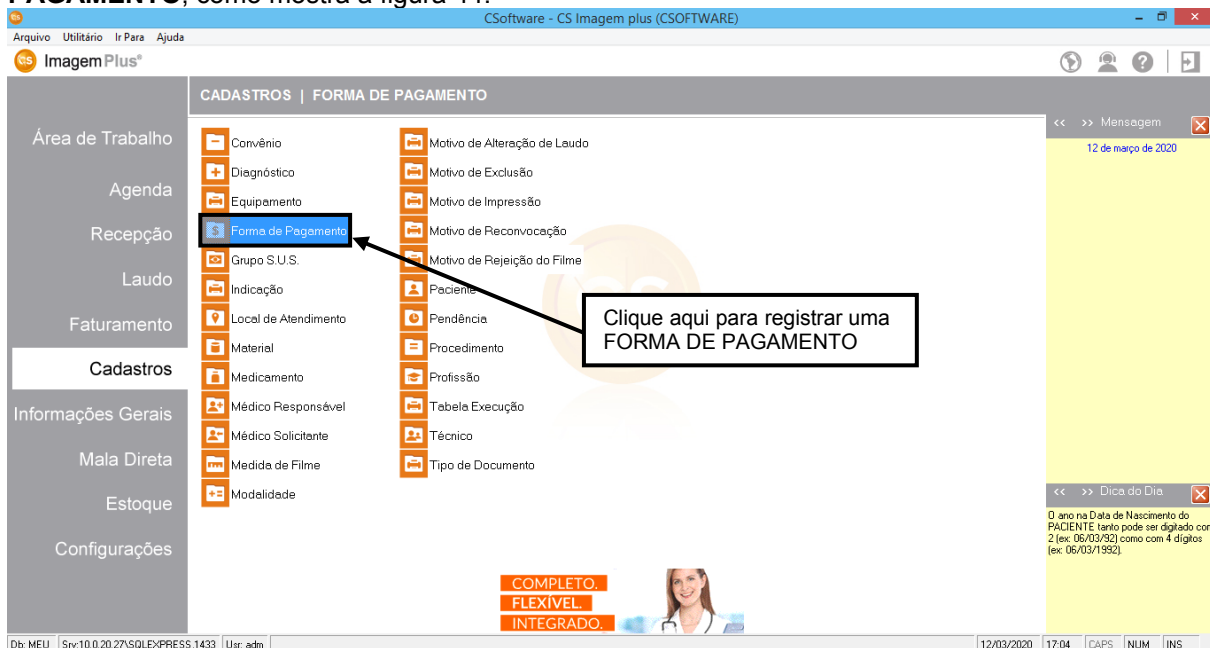 PAGAMENTO, como mostra a figura 44.
CSoftware - CS Imagem plus (CSOFTWARE)
Arquivo Utilitário Ir Para Ajuda
CS Imagem Plus®
CADASTROS | FORMA DE PAGAMENTO
Área de Trabalho
Agenda
Recepção
Laudo
Faturamento
Cadastros
Informações Gerais
Mala Direta
Estoque
Configurações
Convênio
Diagnóstico
Equipamento
Forma de Pagamento
Grupo S.U.S.
Indicação
Local de Atendimento
Material
Medicamento
Médico Responsável
Médico Solicitante
Medida de Filme
Modalidade
Motivo de Alteração de Laudo
Motivo de Exclusão
Motivo de Impressão
Motivo de Reconvocação
Motivo de Rejeição do Filme
Paciente
Pendência
Procedimento
Profissão
Tabela Execução
Técnico
Tipo de Documento
Clique aqui para registrar uma
FORMA DE PAGAMENTO
<< >> Mensagem
12 de março de 2020
<< >> Dica do Dia
O ano na Data de Nascimento do
PACIENTE tanto pode ser digitado cor
2 (ex: 06/03/92) como com 4 dígitos
(ex: 06/03/1992).
COMPLETO.
FLEXÍVEL.
INTEGRADO.
Db: MEU Srv:10.0.20.27\SQLEXPRESS,1433 Usr: adm 12/03/2020 17:04 CAPS NUM INS